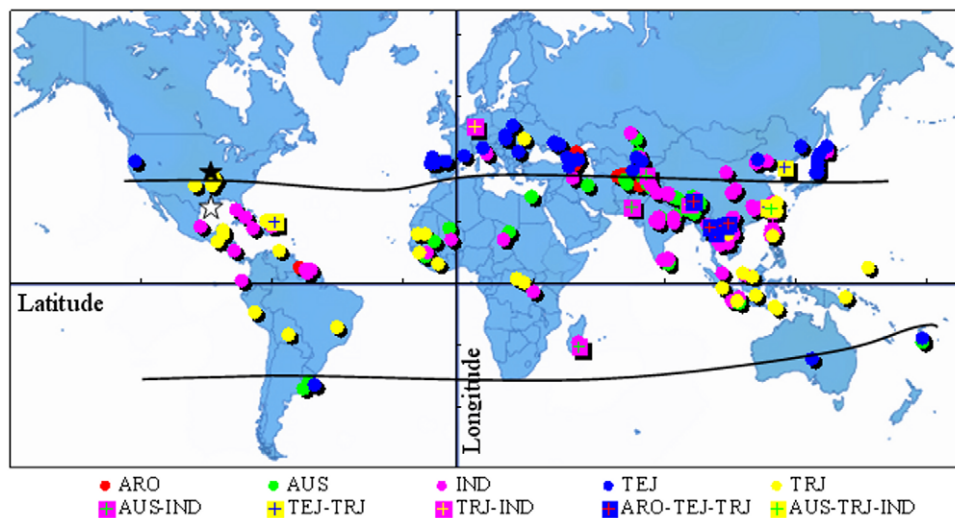 Latitude
Longitude
ARO AUS IND TEJ TRJ
AUS-IND TEJ-TRJ TRJ-IND ARO-TEJ-TRJ AUS-TRJ-IND